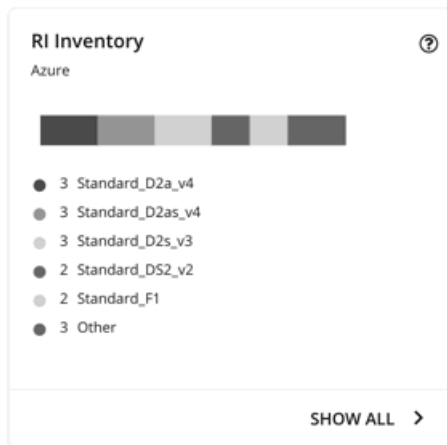 RI Inventory
Azure
3 Standard_D2a_v4
3 Standard_D2as_v4
3 Standard_D2s_v3
2 Standard_DS2_v2
2 Standard_F1
3 Other
SHOW ALL